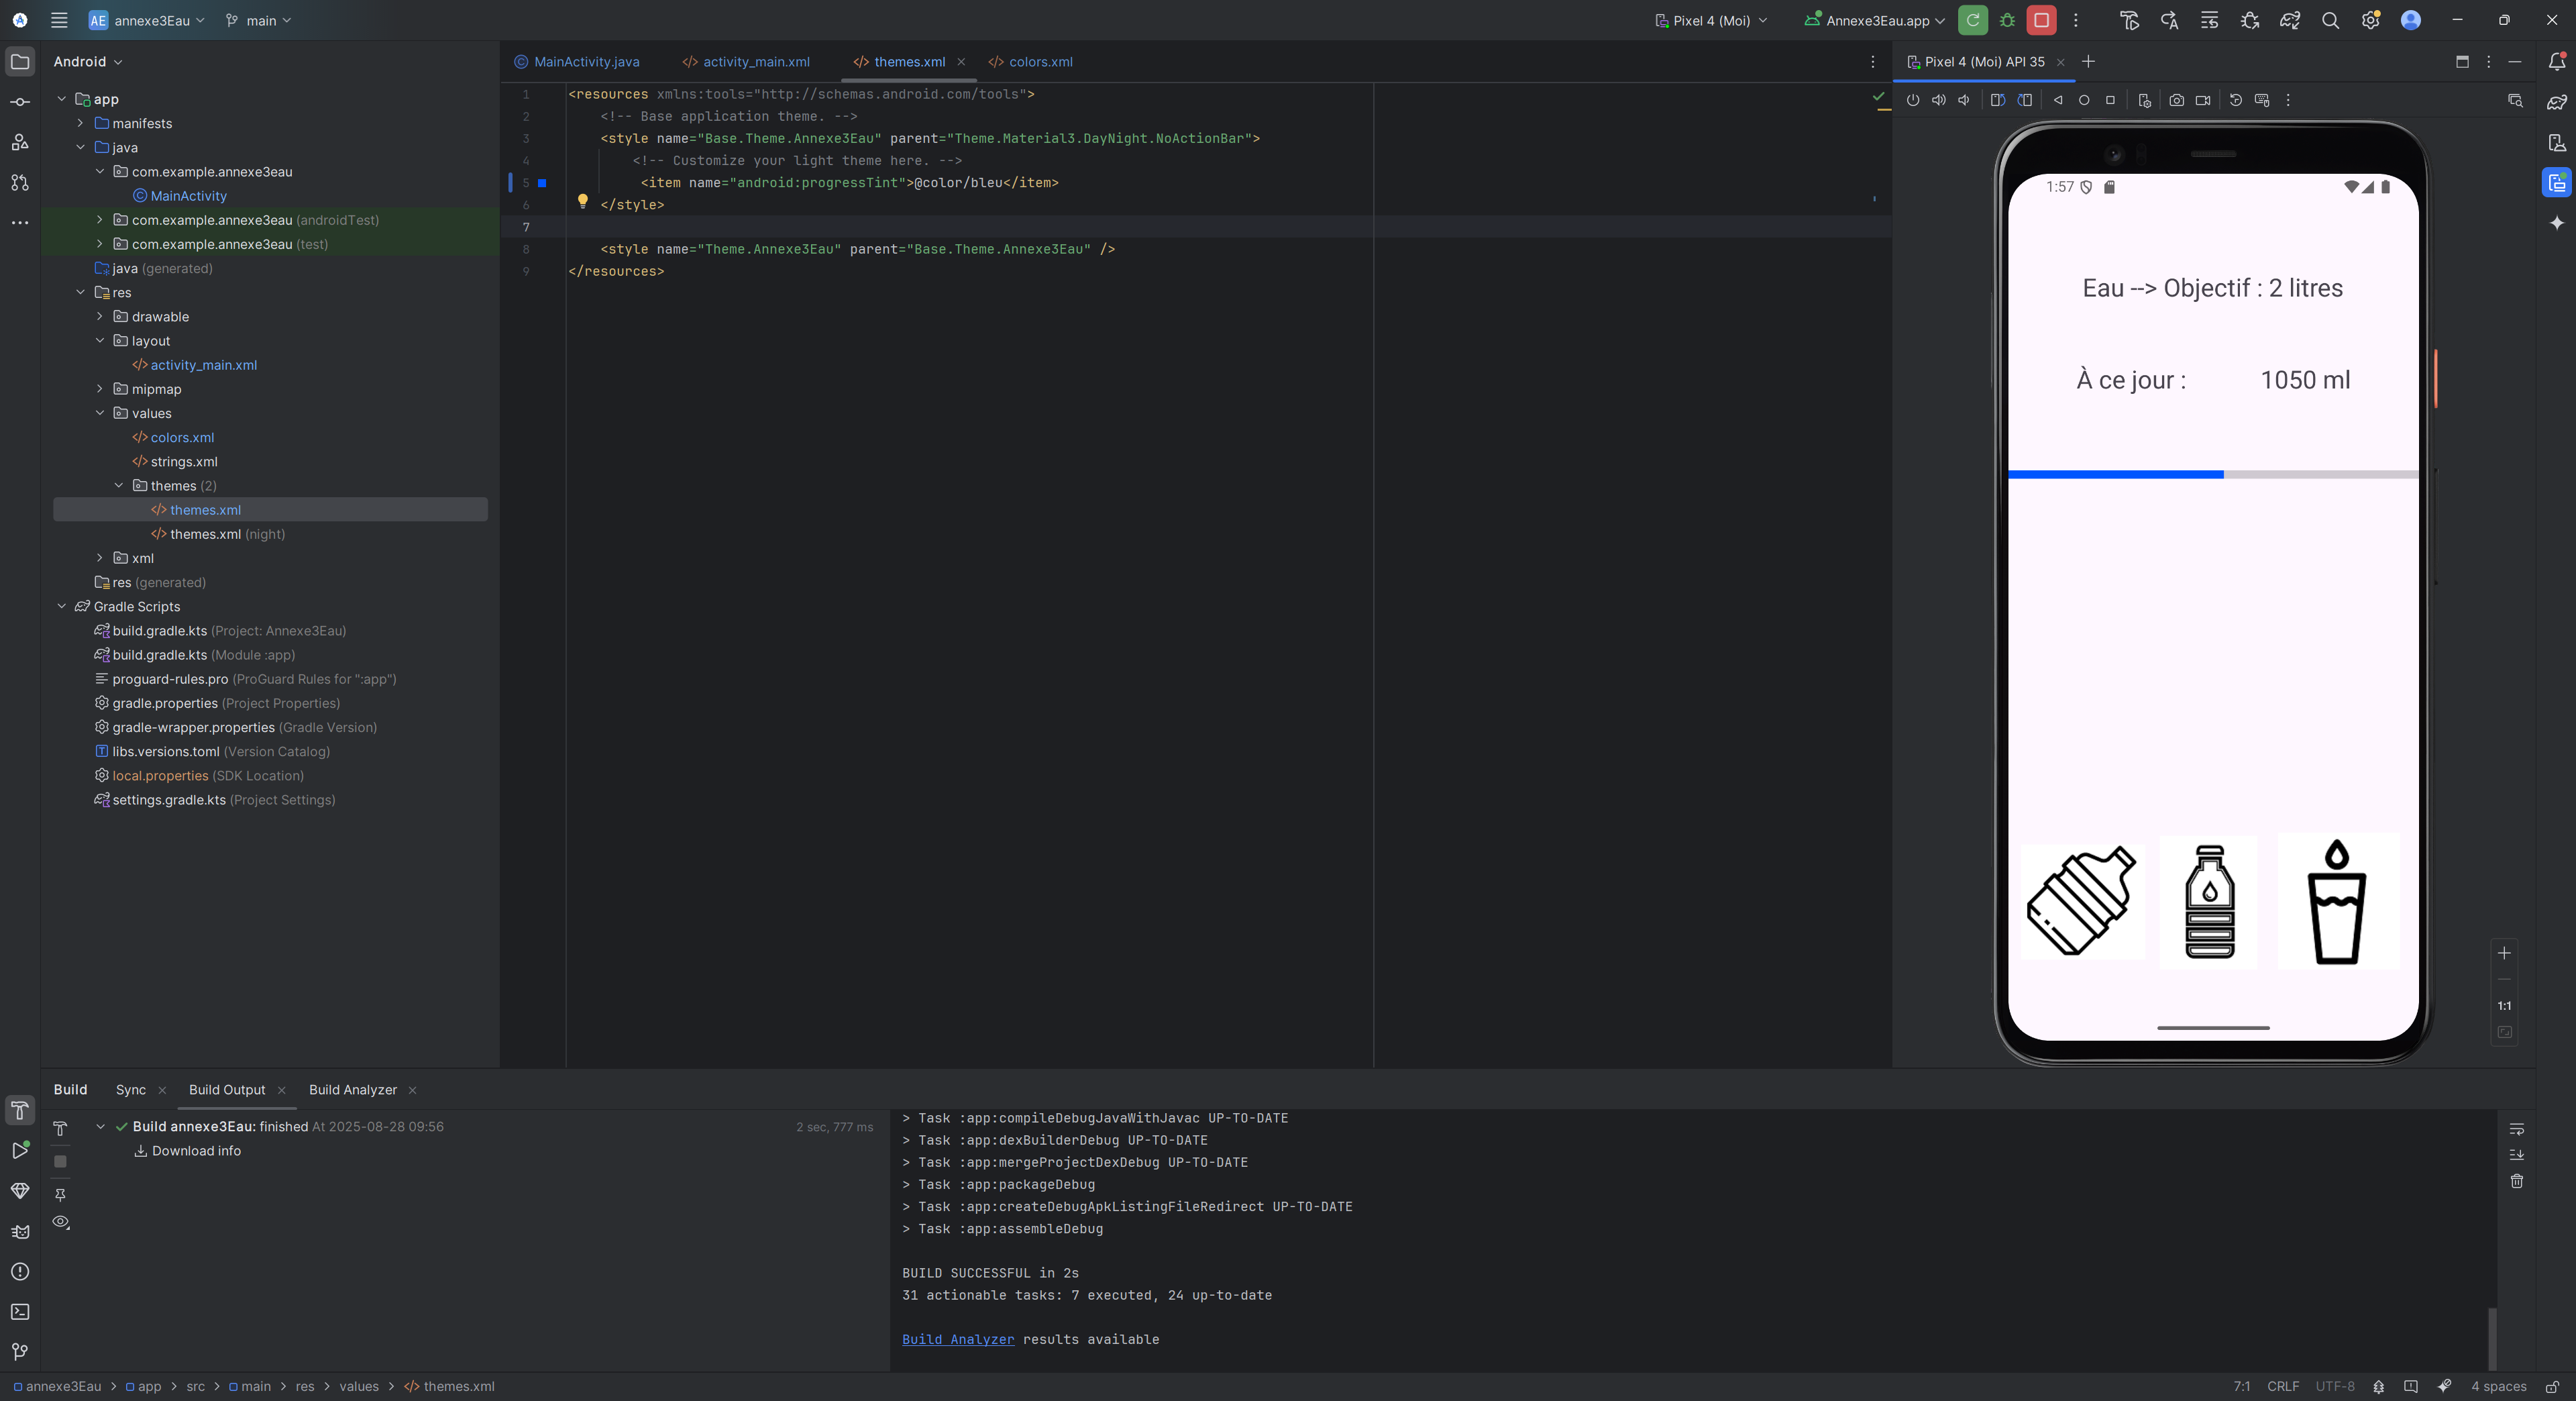 AE annexe3Eau main Pixel 4 (Moi) Annexe3Eau.app
Android
app
manifests
java
com.example.annexe3eau
MainActivity
com.example.annexe3eau (androidTest)
com.example.annexe3eau (test)
java (generated)
res
drawable
layout
activity_main.xml
mipmap
values
colors.xml
strings.xml
themes (2)
themes.xml
themes.xml (night)
xml
res (generated)
Gradle Scripts
build.gradle.kts (Project: Annexe3Eau)
build.gradle.kts (Module :app)
proguard-rules.pro (ProGuard Rules for ":app")
gradle.properties (Project Properties)
gradle-wrapper.properties (Gradle Version)
libs.versions.toml (Version Catalog)
local.properties (SDK Location)
settings.gradle.kts (Project Settings)
MainActivity.java activity_main.xml themes.xml colors.xml
1 <resources xmlns:tools="http://schemas.android.com/tools">
2 <!-- Base application theme. -->
3 <style name="Base.Theme.Annexe3Eau" parent="Theme.Material3.DayNight.NoActionBar">
4 <!-- Customize your light theme here. -->
5 <item name="android:progressTint">@color/bleu</item>
6 </style>
7
8 <style name="Theme.Annexe3Eau" parent="Base.Theme.Annexe3Eau" />
9 </resources>
Pixel 4 (Moi) API 35
1:57
Eau --> Objectif : 2 litres
À ce jour : 1050 ml
1:1
Build Sync Build Output Build Analyzer
Build annexe3Eau: finished At 2025-08-28 09:56 2 sec, 777 ms
Download info
> Task :app:compileDebugJavaWithJavac UP-TO-DATE
> Task :app:dexBuilderDebug UP-TO-DATE
> Task :app:mergeProjectDexDebug UP-TO-DATE
> Task :app:packageDebug
> Task :app:createDebugApkListingFileRedirect UP-TO-DATE
> Task :app:assembleDebug
BUILD SUCCESSFUL in 2s
31 actionable tasks: 7 executed, 24 up-to-date
Build Analyzer results available
annexe3Eau > app > src > main > res > values > themes.xml
7:1 CRLF UTF-8 4 spaces